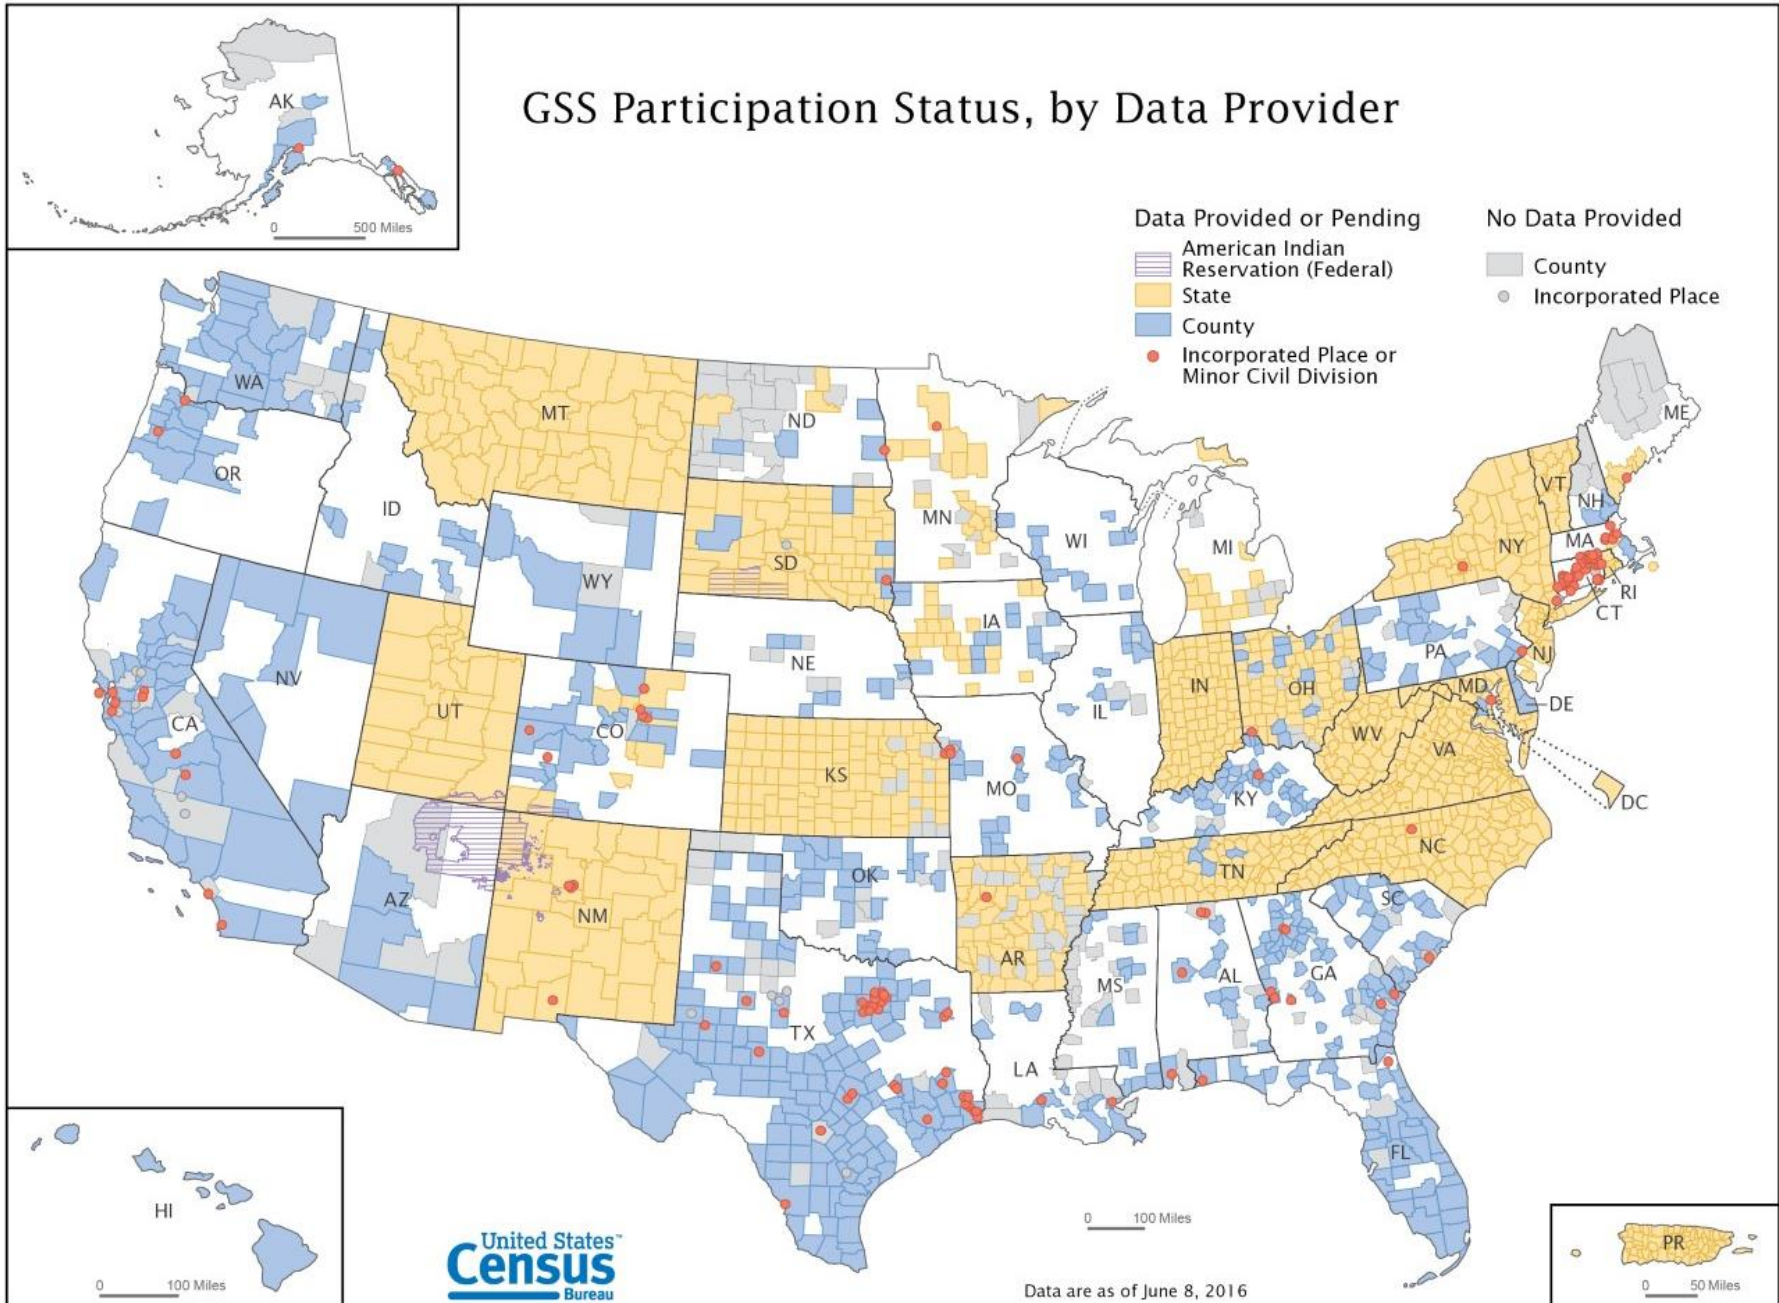 GSS Participation Status, by Data Provider
AK
0 500 Miles
Data Provided or Pending
American Indian
Reservation (Federal)
State
County
Incorporated Place or
Minor Civil Division
No Data Provided
County
Incorporated Place
WA
MT
ND
ME
OR
ID
MN
VT
NH
WI
MI
NY
MA
WY
SD
RI
CT
IA
NE
PA
NJ
NV
IN
OH
MD
DE
CA
UT
CO
IL
WV
VA
KS
MO
KY
DC
NC
OK
TN
AZ
NM
SC
AR
MS
AL
GA
TX
LA
FL
HI
0 100 Miles
United States™
Census
Bureau
0 100 Miles
Data are as of June 8, 2016
PR
0 50 Miles